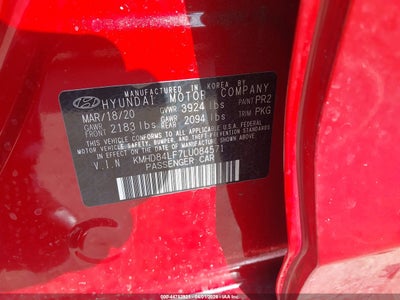 MANUFACTURED IN KOREA BY
HYUNDAI MOTOR COMPANY
MAR/18/20 GVWR 3924 lbs PAINT PR2
GAWR FRONT 2183 lbs GAWR REAR 2094 lbs TRIM PKG
THIS VEHICLE CONFORMS TO ALL APPLICABLE U.S.
FEDERAL MOTOR VEHICLE SAFETY, BUMPER, AND
THEFT PREVENTION STANDARDS IN EFFECT ON
THE DATE OF MANUFACTURE SHOWN ABOVE.
V.I.N KMHD84LF7LU084571
PASSENGER CAR